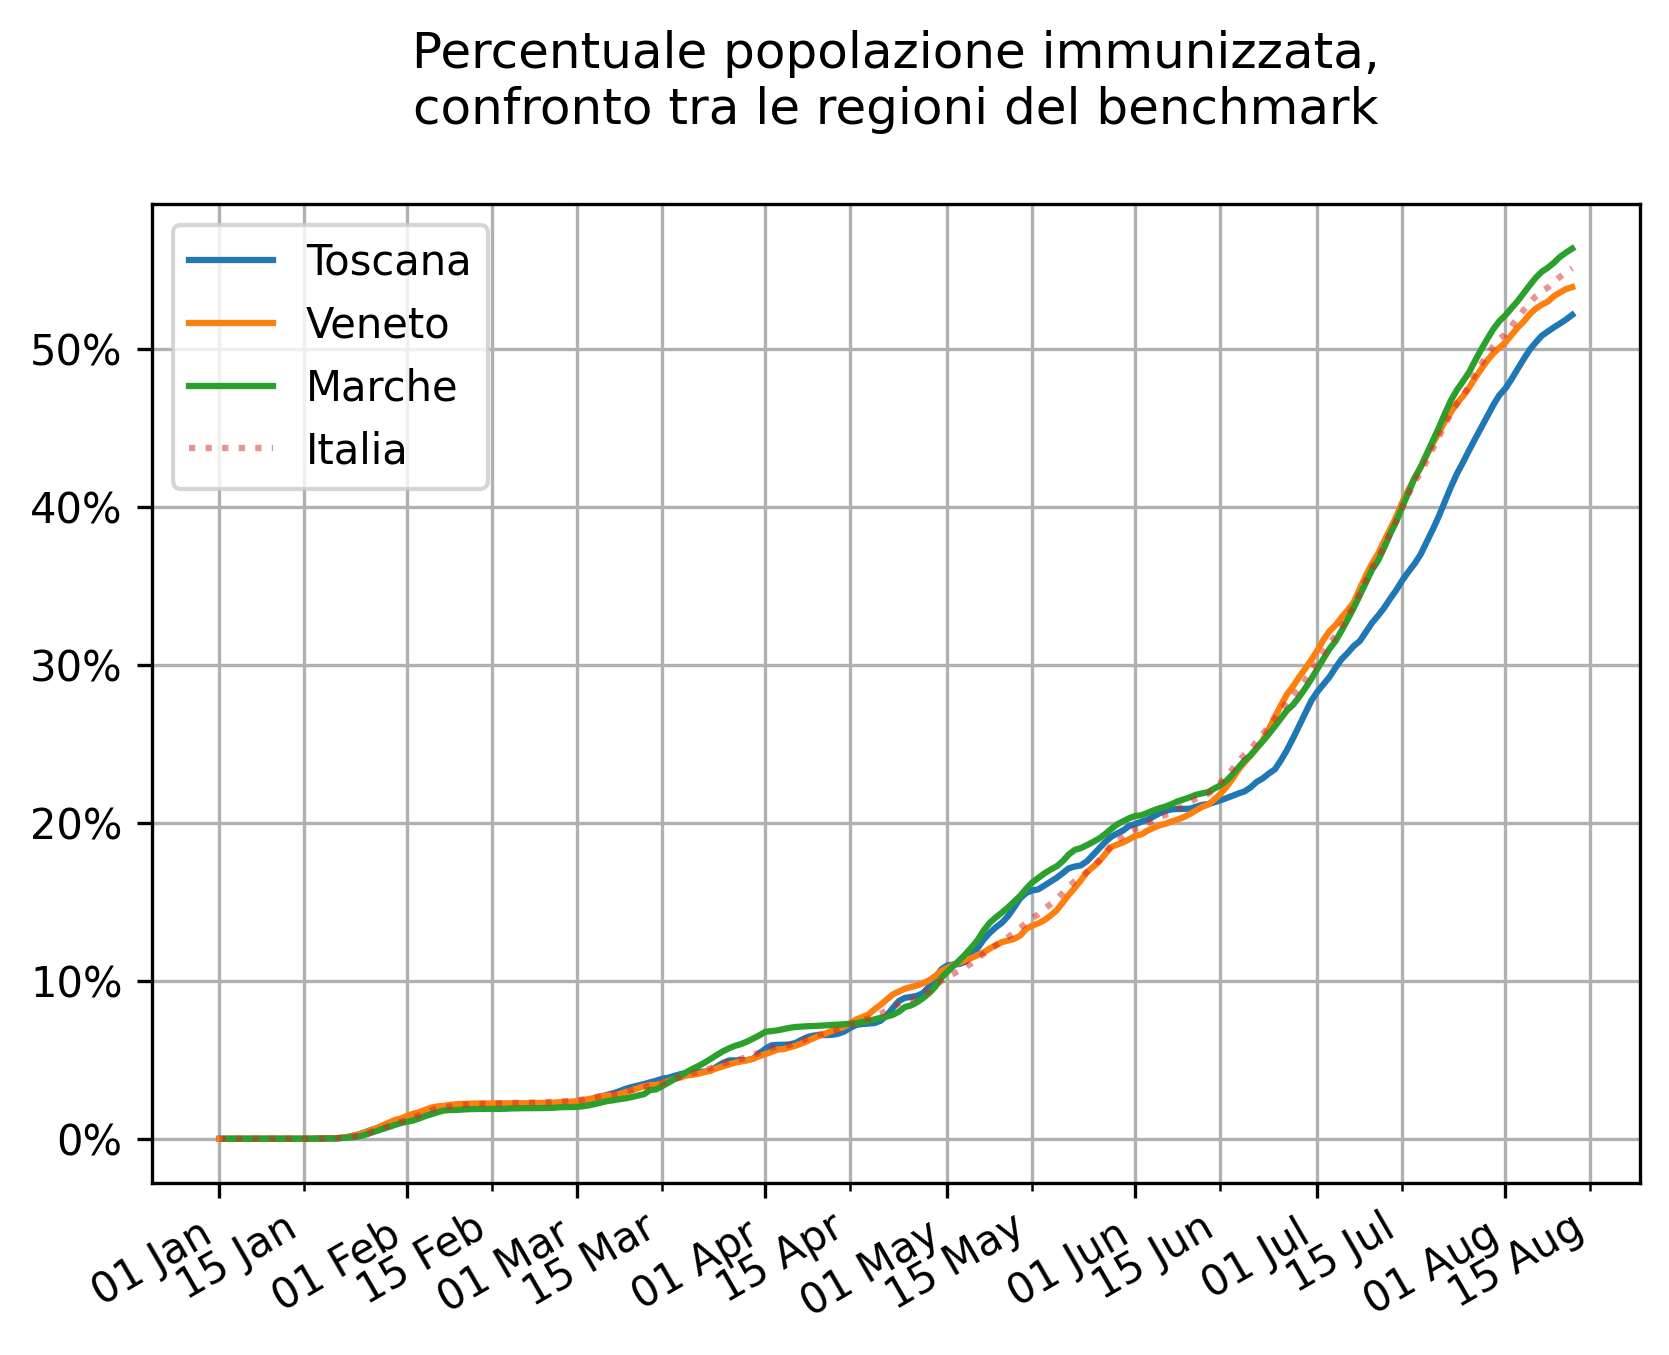 Percentuale popolazione immunizzata,
confronto tra le regioni del benchmark
Toscana
Veneto
Marche
Italia
50%
40%
30%
20%
10%
0%
01 Jan
15 Jan
01 Feb
15 Feb
01 Mar
15 Mar
01 Apr
15 Apr
01 May
15 May
01 Jun
15 Jun
01 Jul
15 Jul
01 Aug
15 Aug